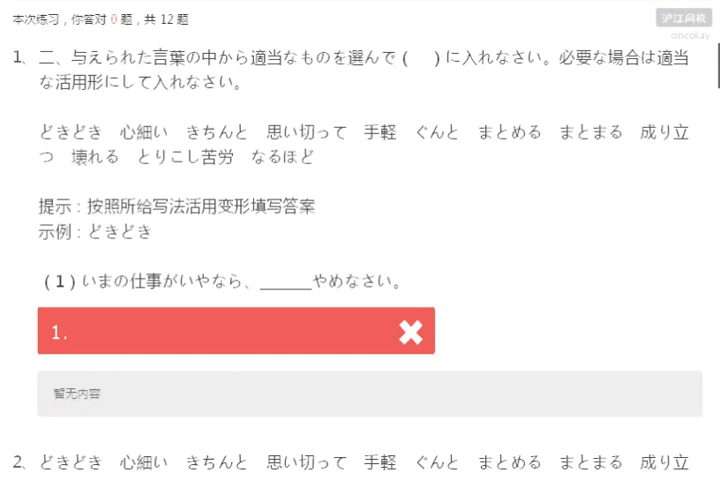 本次练习，你答对 0 题，共 12 题
沪江网校
cincokay
1、二、与えられた言葉の中から適当なものを選んで（　）に入れなさい。必要な場合は適当
な活用形にして入れなさい。
どきどき　心細い　きちんと　思い切って　手軽　ぐんと　まとめる　まとまる　成り立
つ　壊れる　とりこし苦労　なるほど
提示：按照所给写法活用变形填写答案
示例：どきどき
（1）いまの仕事がいやなら、______やめなさい。
1.
暂无内容
2、どきどき　心細い　きちんと　思い切って　手軽　ぐんと　まとめる　まとまる　成り立